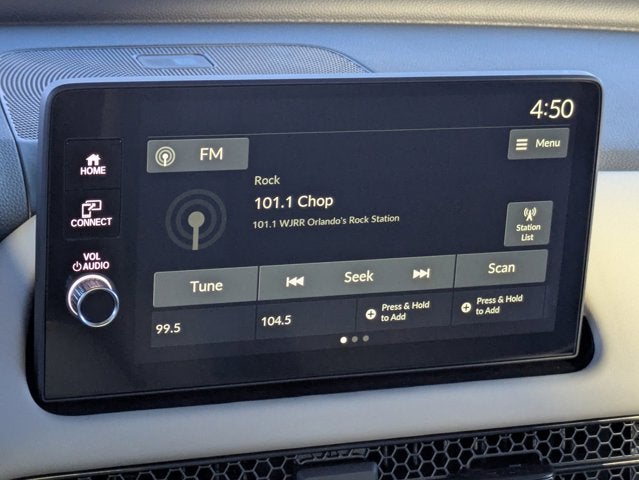 4:50
HOME
FM
Menu
Rock
101.1 Chop
101.1 WJRR Orlando's Rock Station
CONNECT
Station
List
VOL
AUDIO
Tune
Seek
Scan
99.5
104.5
Press & Hold
to Add
Press & Hold
to Add